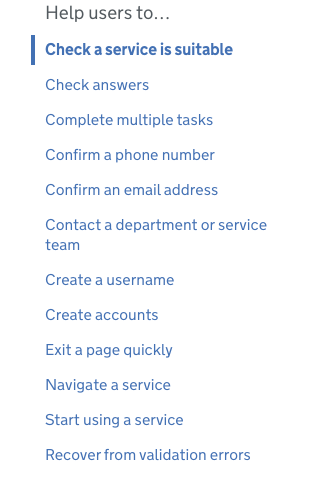 Help users to…
Check a service is suitable
Check answers
Complete multiple tasks
Confirm a phone number
Confirm an email address
Contact a department or service
team
Create a username
Create accounts
Exit a page quickly
Navigate a service
Start using a service
Recover from validation errors